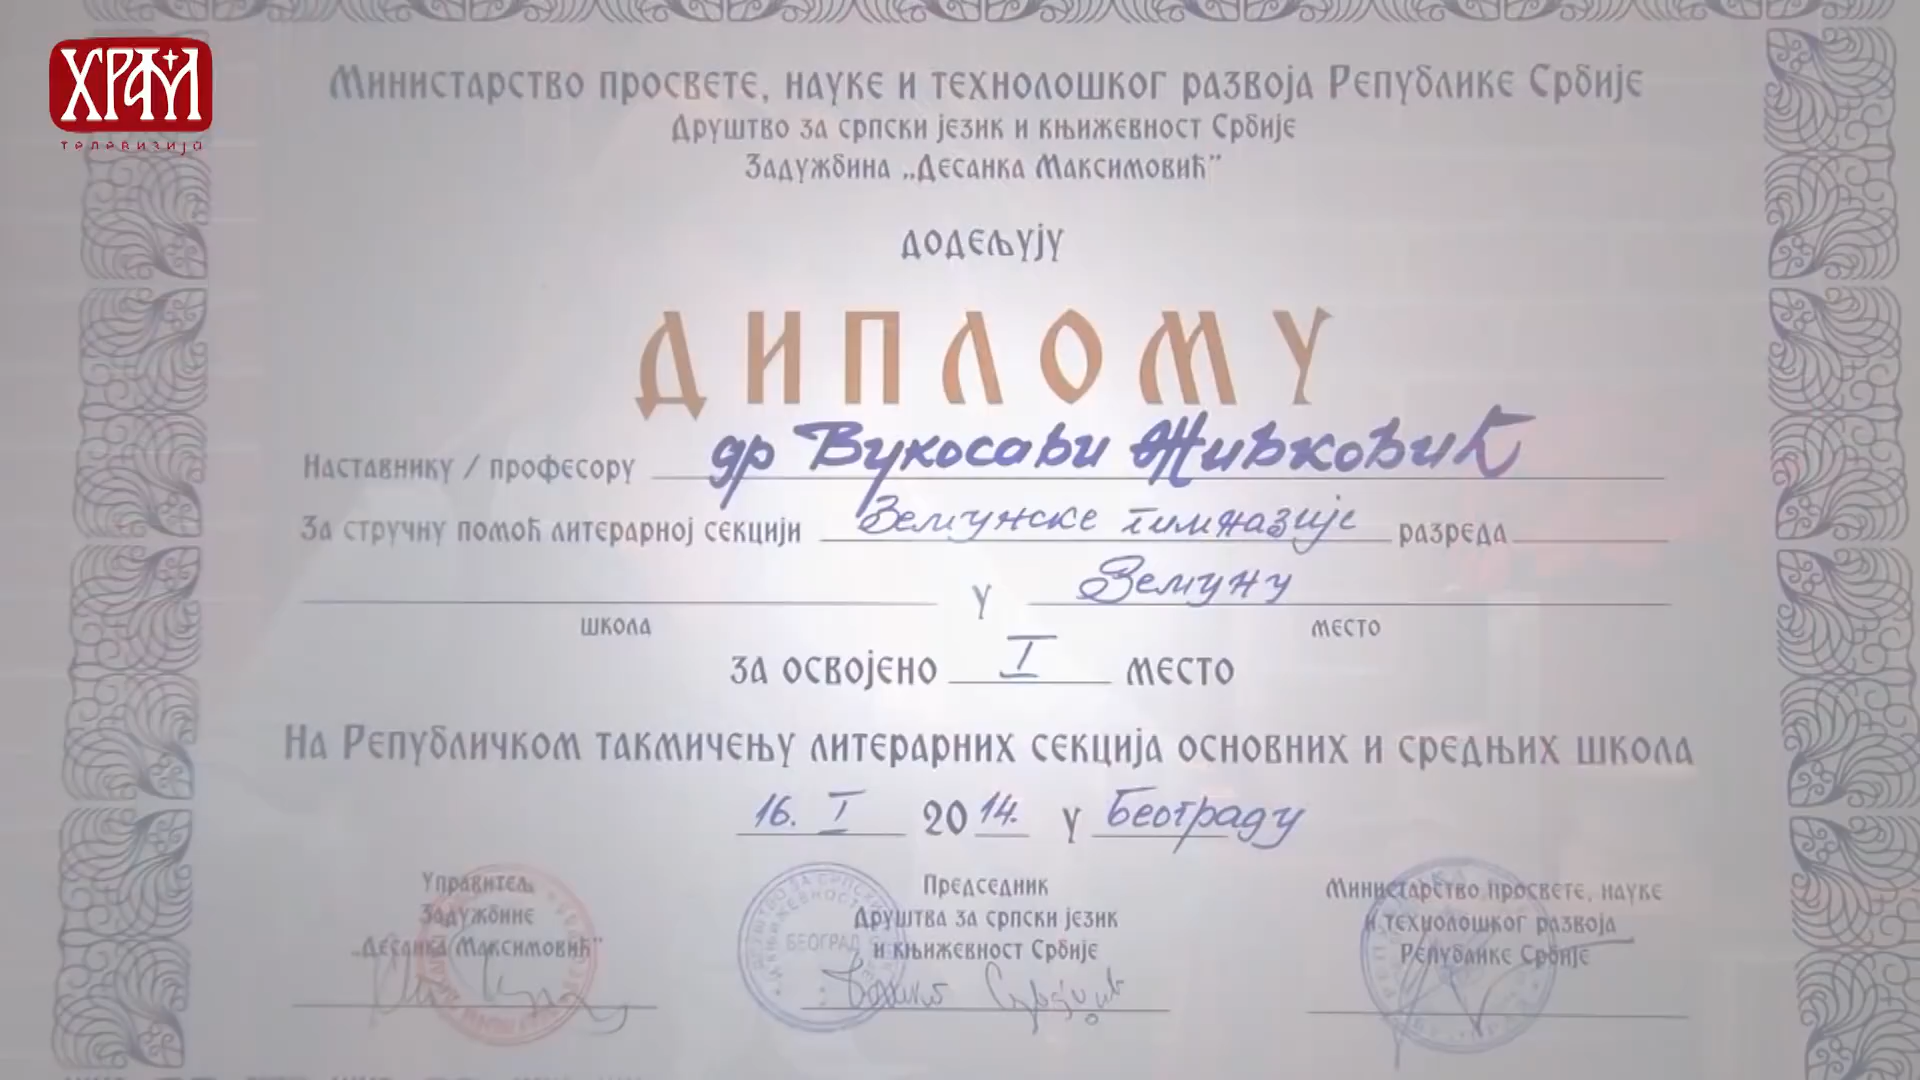 ХРАМ
телевизија
Министарство просвете, науке и технолошког развоја Републике Србије
Друштво за српски језик и књижевност Србије
Задужбина „Десанка Максимовић”
додељују
ДИПЛОМУ
Наставнику / професору др Вукосави Живковић
За стручну помоћ литерарној секцији Земунске гимназије разреда
у Земуну
школа место
за освојено I место
На Републичком такмичењу литерарних секција основних и средњих школа
16. I 2014. у Београду
Управитељ
Задужбине
„Десанка Максимовић”
Председник
Друштва за српски језик
и књижевност Србије
Министарство просвете, науке
и технолошког развоја
Републике Србије
БЕОГРАД